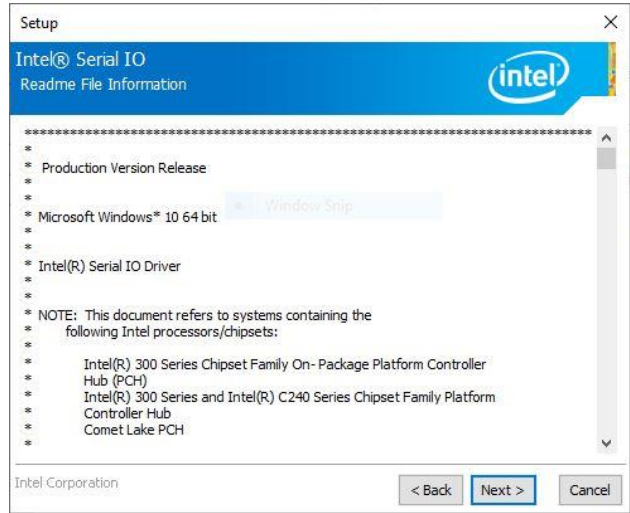 Setup
Intel® Serial IO
Readme File Information
intel
*******************************************************************************
*
* Production Version Release
*
*
* Microsoft Windows* 10 64 bit
Window Snip
*
*
* Intel(R) Serial IO Driver
*
*
* NOTE: This document refers to systems containing the
* following Intel processors/chipsets:
*
* Intel(R) 300 Series Chipset Family On- Package Platform Controller
* Hub (PCH)
* Intel(R) 300 Series and Intel(R) C240 Series Chipset Family Platform
* Controller Hub
* Comet Lake PCH
*
Intel Corporation
< Back
Next >
Cancel